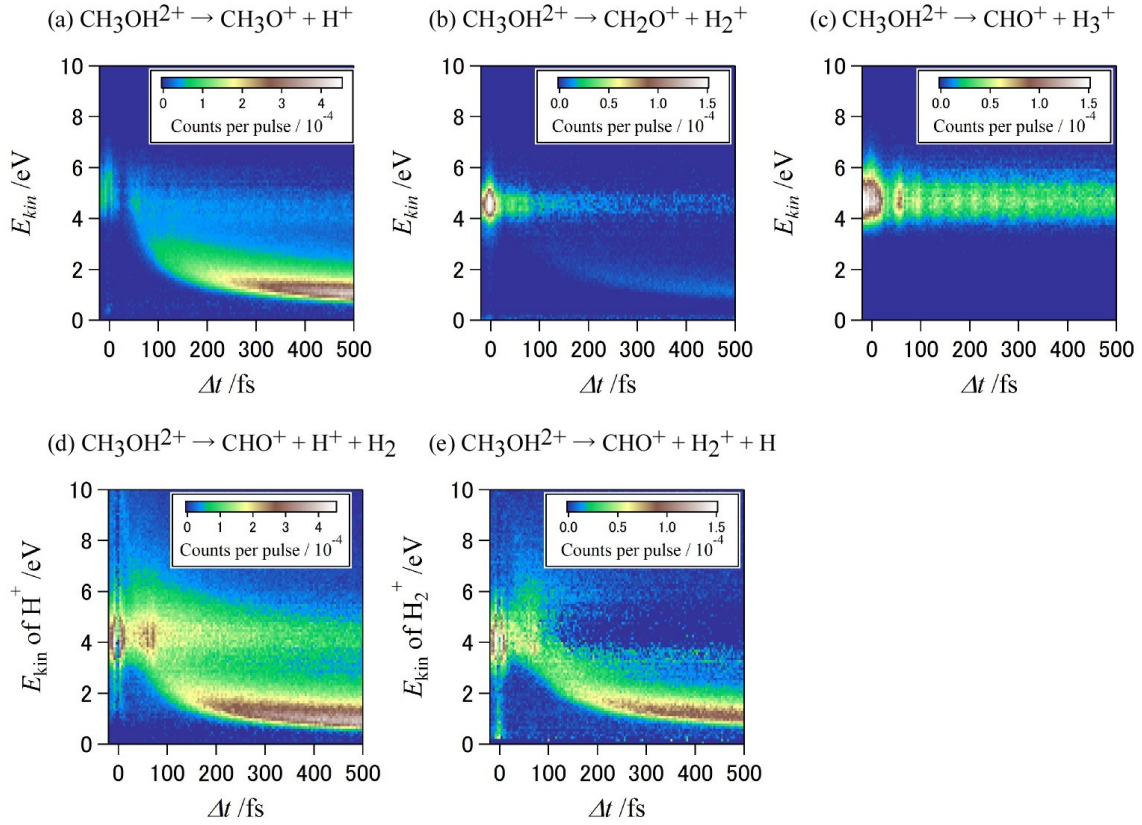 (a) CH3OH2+ → CH3O+ + H+
(b) CH3OH2+ → CH2O+ + H2+
(c) CH3OH2+ → CHO+ + H3+
10
8
6
4
2
0
Ekin /eV
0 1 2 3 4
Counts per pulse / 10-4
0 100 200 300 400 500
Δt /fs
10
8
6
4
2
0
Ekin /eV
0.0 0.5 1.0 1.5
Counts per pulse / 10-4
0 100 200 300 400 500
Δt /fs
10
8
6
4
2
0
Ekin /eV
0.0 0.5 1.0 1.5
Counts per pulse / 10-4
0 100 200 300 400 500
Δt /fs
(d) CH3OH2+ → CHO+ + H+ + H2
(e) CH3OH2+ → CHO+ + H2+ + H
10
8
6
4
2
0
Ekin of H+ /eV
0 1 2 3 4
Counts per pulse / 10-4
0 100 200 300 400 500
Δt /fs
10
8
6
4
2
0
Ekin of H2+ /eV
0.0 0.5 1.0 1.5
Counts per pulse / 10-4
0 100 200 300 400 500
Δt /fs